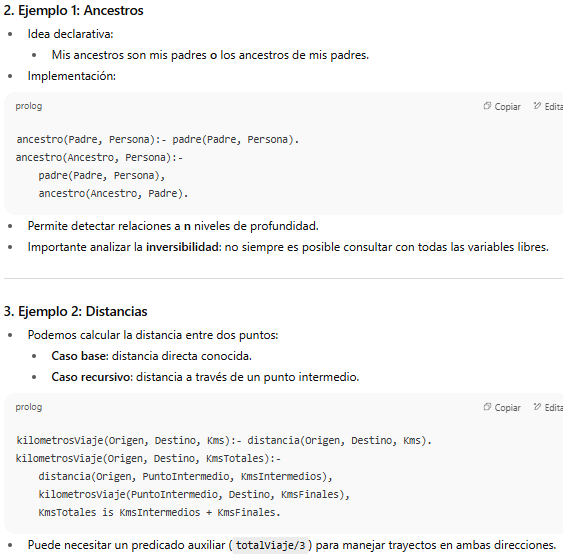 2. Ejemplo 1: Ancestros
• Idea declarativa:
• Mis ancestros son mis padres o los ancestros de mis padres.
• Implementación:
prolog
Copiar
Edita
ancestro(Padre, Persona):- padre(Padre, Persona).
ancestro(Ancestro, Persona):-
    padre(Padre, Persona),
    ancestro(Ancestro, Padre).
• Permite detectar relaciones a n niveles de profundidad.
• Importante analizar la inversibilidad: no siempre es posible consultar con todas las variables libres.
3. Ejemplo 2: Distancias
• Podemos calcular la distancia entre dos puntos:
• Caso base: distancia directa conocida.
• Caso recursivo: distancia a través de un punto intermedio.
prolog
Copiar
Edita
kilometrosViaje(Origen, Destino, Kms):- distancia(Origen, Destino, Kms).
kilometrosViaje(Origen, Destino, KmsTotales):-
    distancia(Origen, PuntoIntermedio, KmsIntermedios),
    kilometrosViaje(PuntoIntermedio, Destino, KmsFinales),
    KmsTotales is KmsIntermedios + KmsFinales.
• Puede necesitar un predicado auxiliar (totalViaje/3) para manejar trayectos en ambas direcciones.